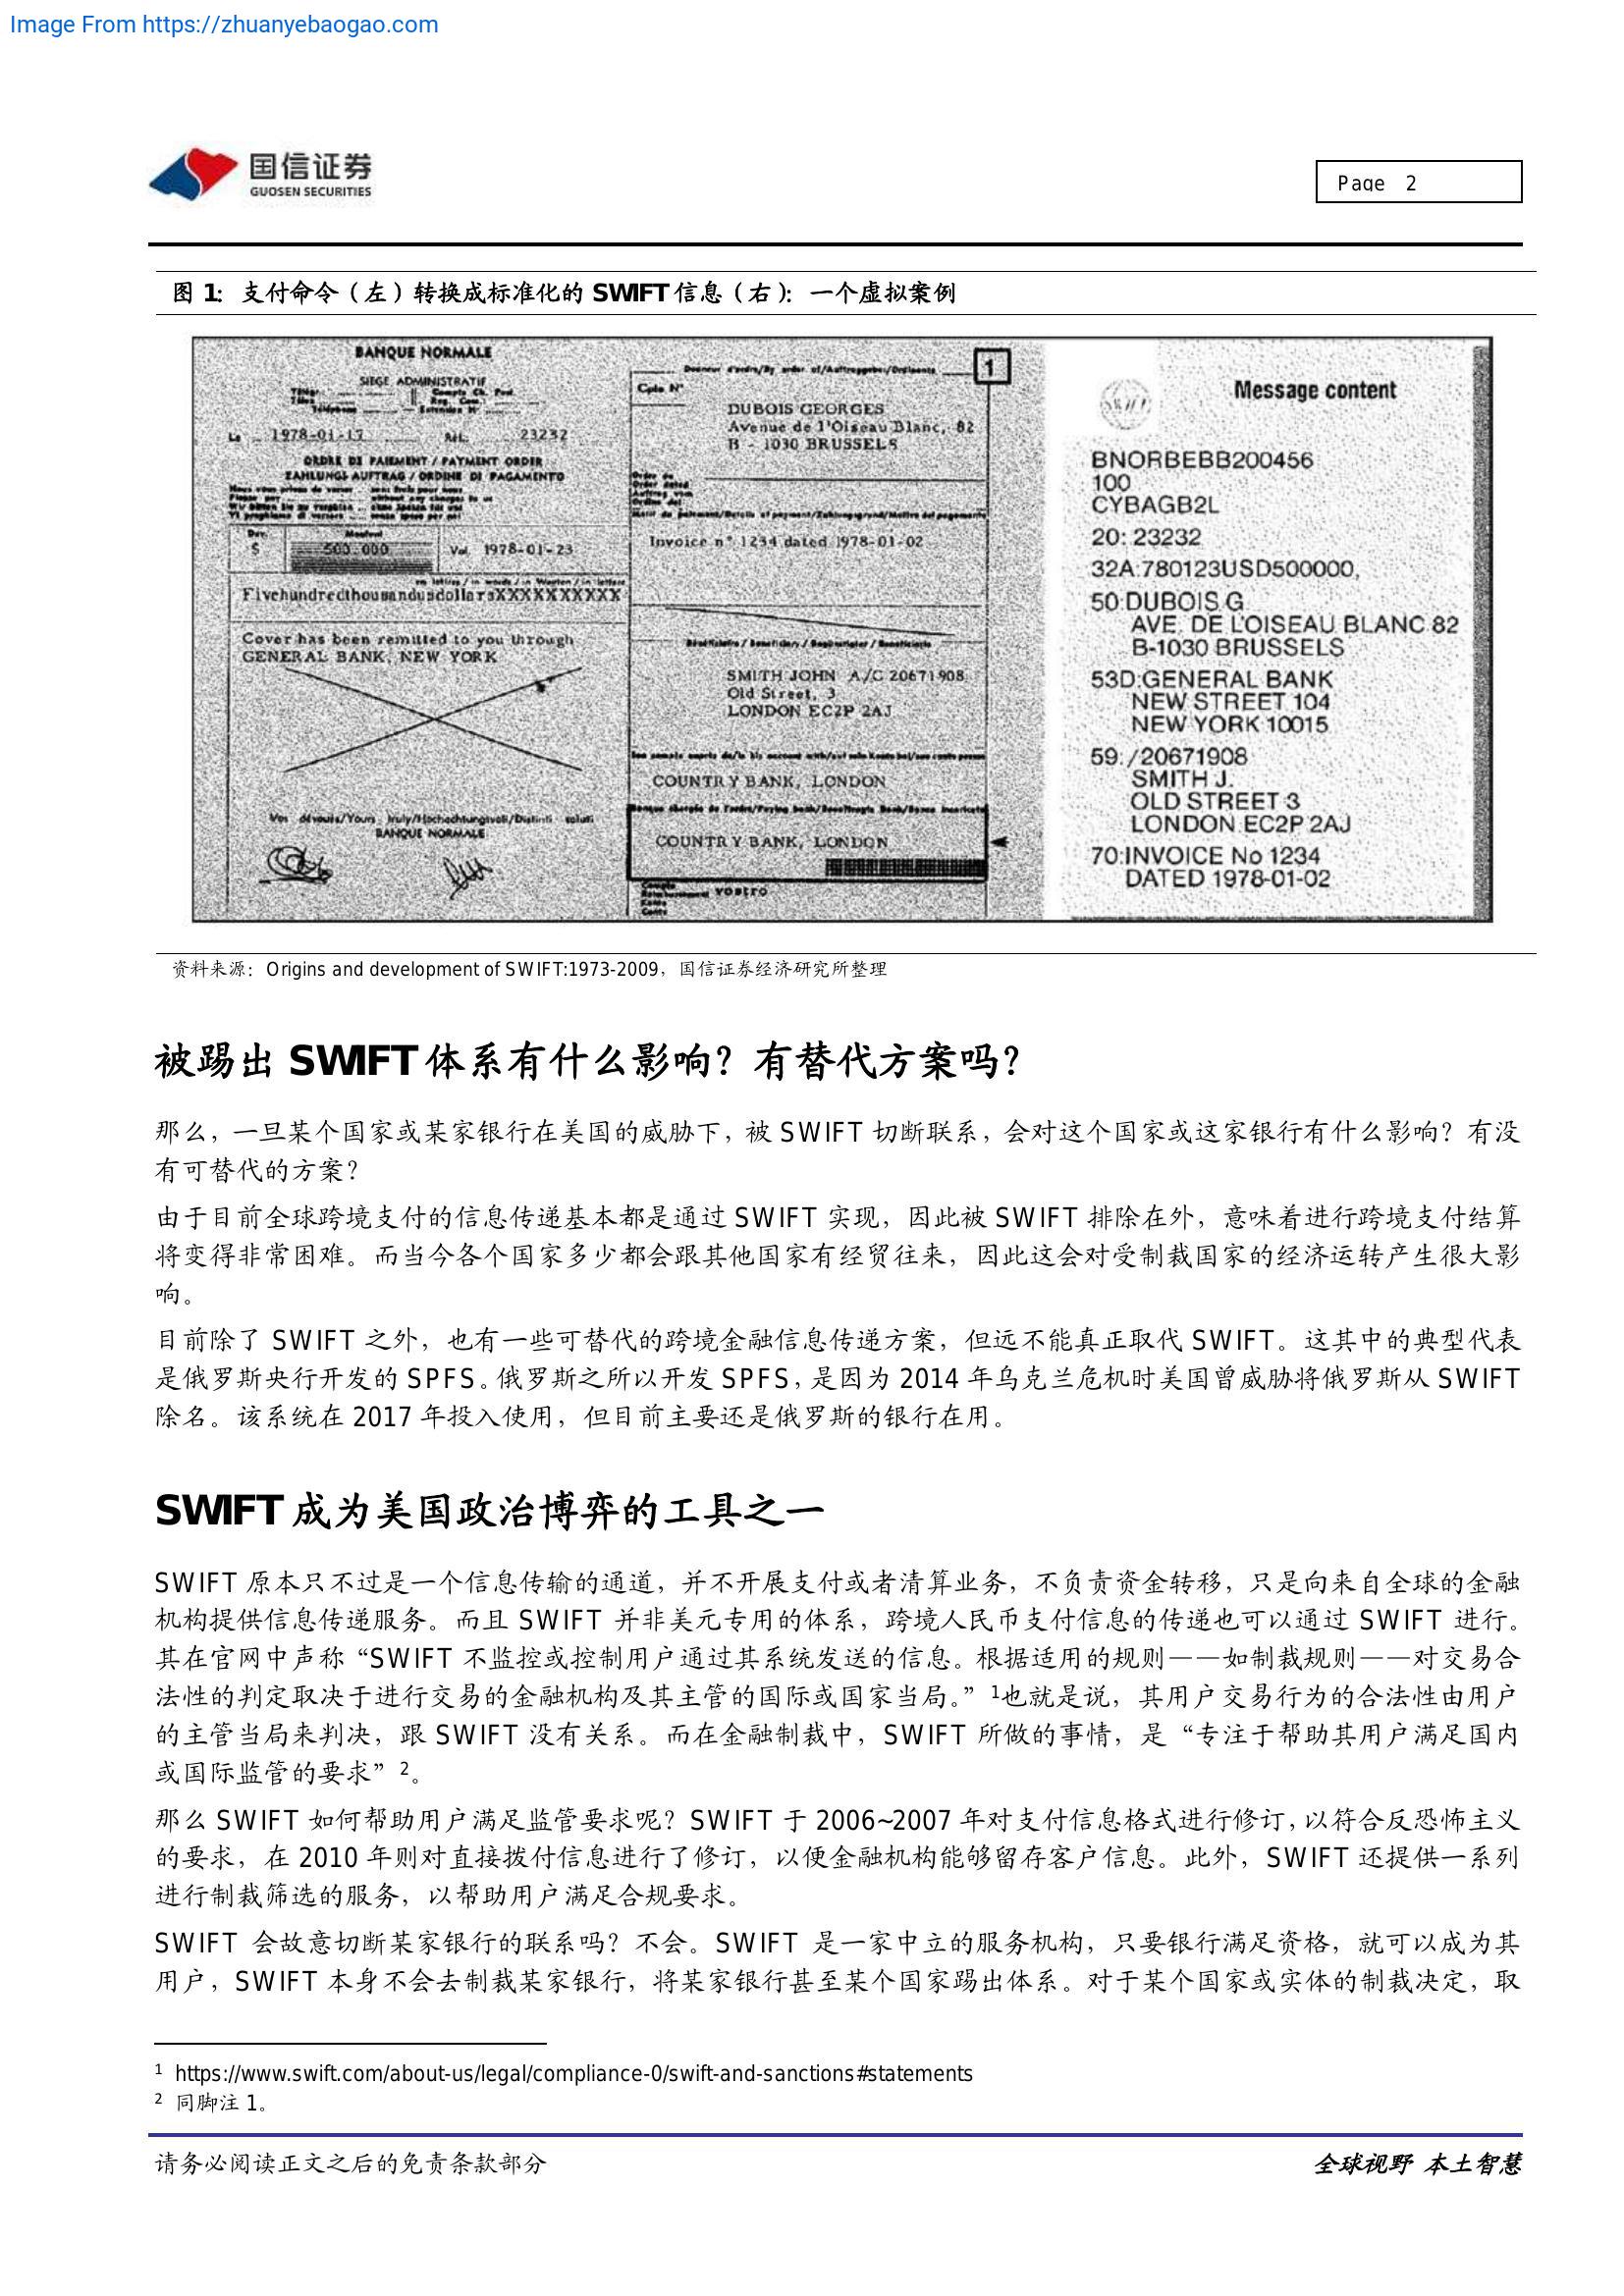 Image From https://zhuanyebaogao.com
国信证券
GUOSEN SECURITIES
Page 2
图 1: 支付命令（左）转换成标准化的 SWIFT 信息（右）：一个虚拟案例
BANQUE NORMALE
SIEGE ADMINISTRATIF
1978-01-17 23232
ORDRE DE PAIEMENT / PAYMENT ORDER
ZAHLUNGS AUFTRAG / ORDINE DI PAGAMENTO
$ 500.000 Val. 1978-01-23
FivehundredthousandusdollarsXXXXXXXXXX
Cover has been remitted to you through
GENERAL BANK, NEW YORK
BANQUE NORMALE
1
DUBOIS GEORGES
Avenue de l'Oiseau Blanc, 82
B - 1030 BRUSSELS
Invoice n° 1234 dated 1978-01-02
SMITH JOHN A/C 20671908
Old Street, 3
LONDON EC2P 2AJ
COUNTRY BANK, LONDON
COUNTRY BANK, LONDON
VOSTRO
Message content
BNORBEBB200456
100
CYBAGB2L
20: 23232
32A:780123USD500000,
50:DUBOIS G
AVE. DE L'OISEAU BLANC 82
B-1030 BRUSSELS
53D:GENERAL BANK
NEW STREET 104
NEW YORK 10015
59:/20671908
SMITH J.
OLD STREET 3
LONDON EC2P 2AJ
70:INVOICE No 1234
DATED 1978-01-02
资料来源：Origins and development of SWIFT:1973-2009，国信证券经济研究所整理
被踢出 SWIFT 体系有什么影响？有替代方案吗？
那么，一旦某个国家或某家银行在美国的威胁下，被 SWIFT 切断联系，会对这个国家或这家银行有什么影响？有没
有可替代的方案？
由于目前全球跨境支付的信息传递基本都是通过 SWIFT 实现，因此被 SWIFT 排除在外，意味着进行跨境支付结算
将变得非常困难。而当今各个国家多少都会跟其他国家有经贸往来，因此这会对受制裁国家的经济运转产生很大影
响。
目前除了 SWIFT 之外，也有一些可替代的跨境金融信息传递方案，但远不能真正取代 SWIFT。这其中的典型代表
是俄罗斯央行开发的 SPFS。俄罗斯之所以开发 SPFS，是因为 2014 年乌克兰危机时美国曾威胁将俄罗斯从 SWIFT
除名。该系统在 2017 年投入使用，但目前主要还是俄罗斯的银行在用。
SWIFT 成为美国政治博弈的工具之一
SWIFT 原本只不过是一个信息传输的通道，并不开展支付或者清算业务，不负责资金转移，只是向来自全球的金融
机构提供信息传递服务。而且 SWIFT 并非美元专用的体系，跨境人民币支付信息的传递也可以通过 SWIFT 进行。
其在官网中声称“SWIFT 不监控或控制用户通过其系统发送的信息。根据适用的规则——如制裁规则——对交易合
法性的判定取决于进行交易的金融机构及其主管的国际或国家当局。”1也就是说，其用户交易行为的合法性由用户
的主管当局来判决，跟 SWIFT 没有关系。而在金融制裁中，SWIFT 所做的事情，是“专注于帮助其用户满足国内
或国际监管的要求”2。
那么 SWIFT 如何帮助用户满足监管要求呢？SWIFT 于 2006~2007 年对支付信息格式进行修订，以符合反恐怖主义
的要求，在 2010 年则对直接拨付信息进行了修订，以便金融机构能够留存客户信息。此外，SWIFT 还提供一系列
进行制裁筛选的服务，以帮助用户满足合规要求。
SWIFT 会故意切断某家银行的联系吗？不会。SWIFT 是一家中立的服务机构，只要银行满足资格，就可以成为其
用户，SWIFT 本身不会去制裁某家银行，将某家银行甚至某个国家踢出体系。对于某个国家或实体的制裁决定，取
1 https://www.swift.com/about-us/legal/compliance-0/swift-and-sanctions#statements
2 同脚注 1。
请务必阅读正文之后的免责条款部分
全球视野 本土智慧